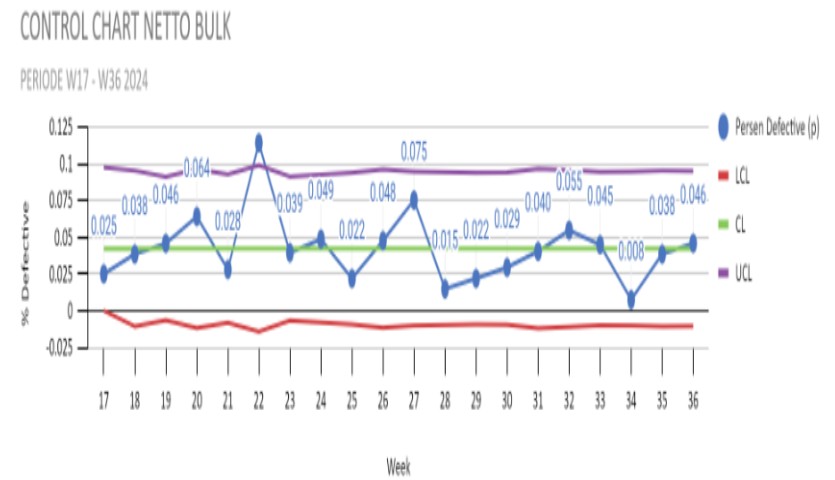 CONTROL CHART NETTO BULK
PERIODE W17 - W36 2024
% Defective
0.125
0.1
0.075
0.05
0.025
0
-0.025
0.025
0.038
0.046
0.064
0.028
0.039
0.049
0.022
0.048
0.075
0.015
0.022
0.029
0.040
0.055
0.045
0.008
0.038
0.046
17 18 19 20 21 22 23 24 25 26 27 28 29 30 31 32 33 34 35 36
Week
Persen Defective (p)
LCL
CL
UCL